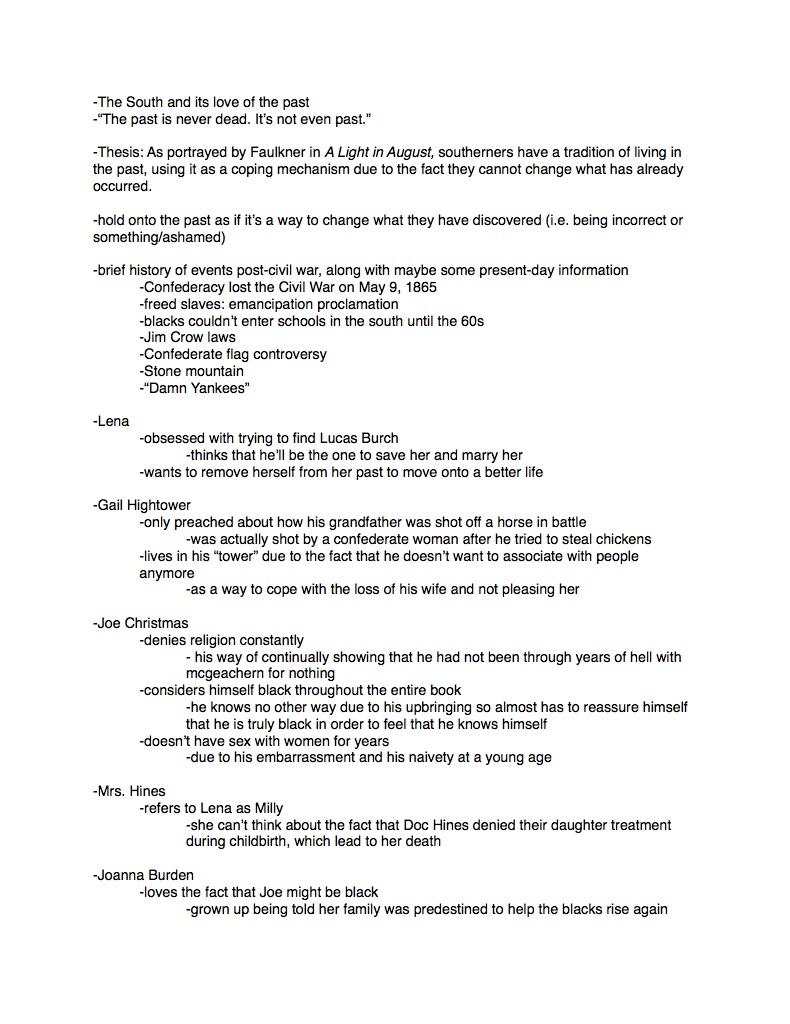 -The South and its love of the past
-“The past is never dead. It’s not even past.”
-Thesis: As portrayed by Faulkner in A Light in August, southerners have a tradition of living in
the past, using it as a coping mechanism due to the fact they cannot change what has already
occurred.
-hold onto the past as if it’s a way to change what they have discovered (i.e. being incorrect or
something/ashamed)
-brief history of events post-civil war, along with maybe some present-day information
-Confederacy lost the Civil War on May 9, 1865
-freed slaves: emancipation proclamation
-blacks couldn’t enter schools in the south until the 60s
-Jim Crow laws
-Confederate flag controversy
-Stone mountain
-“Damn Yankees”
-Lena
-obsessed with trying to find Lucas Burch
-thinks that he’ll be the one to save her and marry her
-wants to remove herself from her past to move onto a better life
-Gail Hightower
-only preached about how his grandfather was shot off a horse in battle
-was actually shot by a confederate woman after he tried to steal chickens
-lives in his “tower” due to the fact that he doesn’t want to associate with people
anymore
-as a way to cope with the loss of his wife and not pleasing her
-Joe Christmas
-denies religion constantly
- his way of continually showing that he had not been through years of hell with
mcgeachern for nothing
-considers himself black throughout the entire book
-he knows no other way due to his upbringing so almost has to reassure himself
that he is truly black in order to feel that he knows himself
-doesn’t have sex with women for years
-due to his embarrassment and his naivety at a young age
-Mrs. Hines
-refers to Lena as Milly
-she can’t think about the fact that Doc Hines denied their daughter treatment
during childbirth, which lead to her death
-Joanna Burden
-loves the fact that Joe might be black
-grown up being told her family was predestined to help the blacks rise again